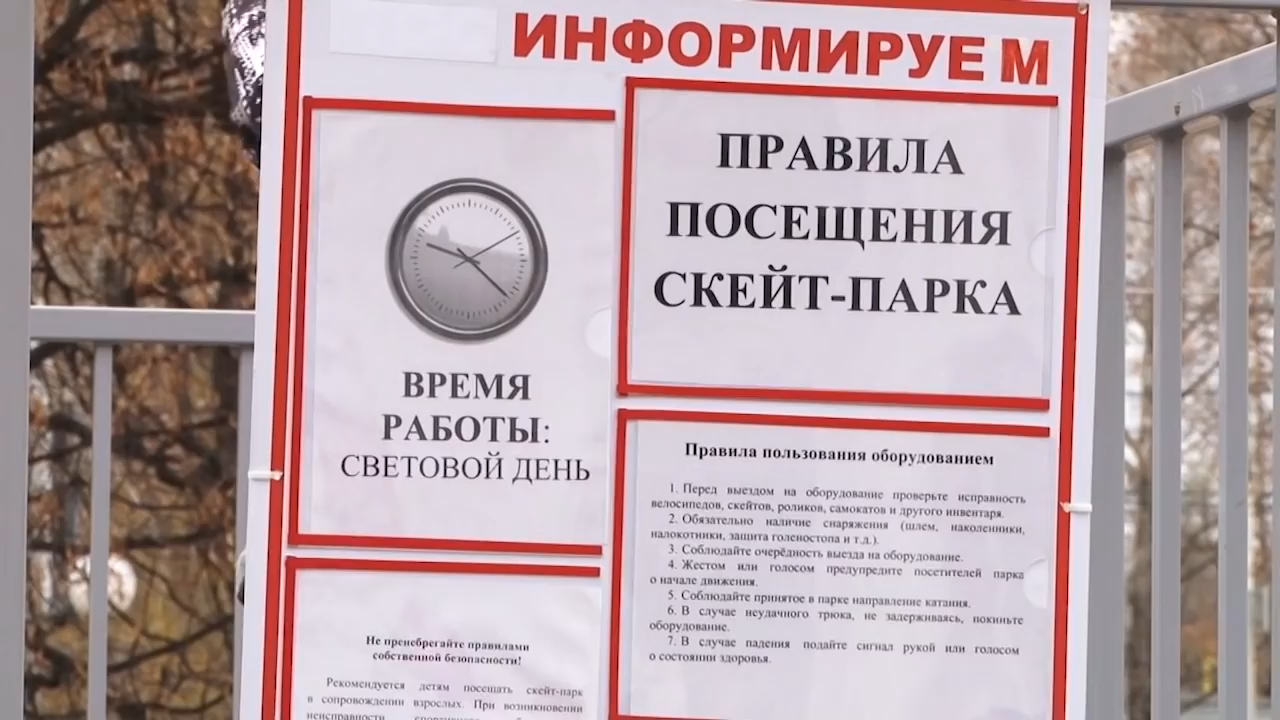 ИНФОРМИРУЕМ
ВРЕМЯ
РАБОТЫ:
СВЕТОВОЙ ДЕНЬ
ПРАВИЛА
ПОСЕЩЕНИЯ
СКЕЙТ-ПАРКА
Правила пользования оборудованием
1. Перед выездом на оборудование проверьте исправность
велосипедов, скейтов, роликов, самокатов и другого инвентаря.
2. Обязательно наличие снаряжения (шлем, наколенники,
налокотники, защита голеностопа и т.д.).
3. Соблюдайте очерёдность выезда на оборудование.
4. Жестом или голосом предупредите посетителей парка
о начале движения.
5. Соблюдайте принятое в парке направление катания.
6. В случае неудачного трюка, не задерживаясь, покиньте
оборудование.
7. В случае падения подайте сигнал рукой или голосом
о состоянии здоровья.
Не пренебрегайте правилами
собственной безопасности!
Рекомендуется детям посещать скейт-парк
в сопровождении взрослых. При возникновении
неисправности